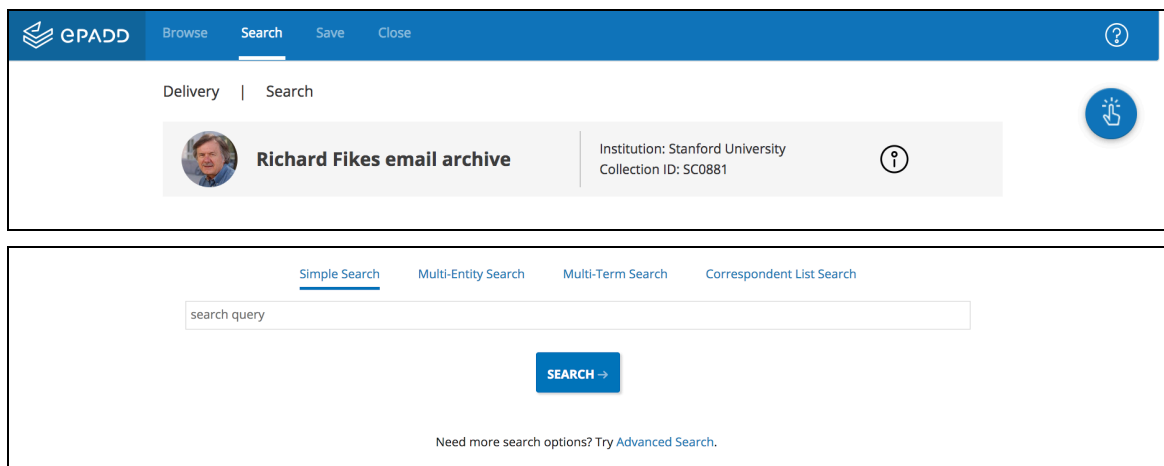 ePADD Browse Search Save Close ?
Delivery | Search
Richard Fikes email archive
Institution: Stanford University
Collection ID: SC0881
Simple Search Multi-Entity Search Multi-Term Search Correspondent List Search
search query
SEARCH →
Need more search options? Try Advanced Search.